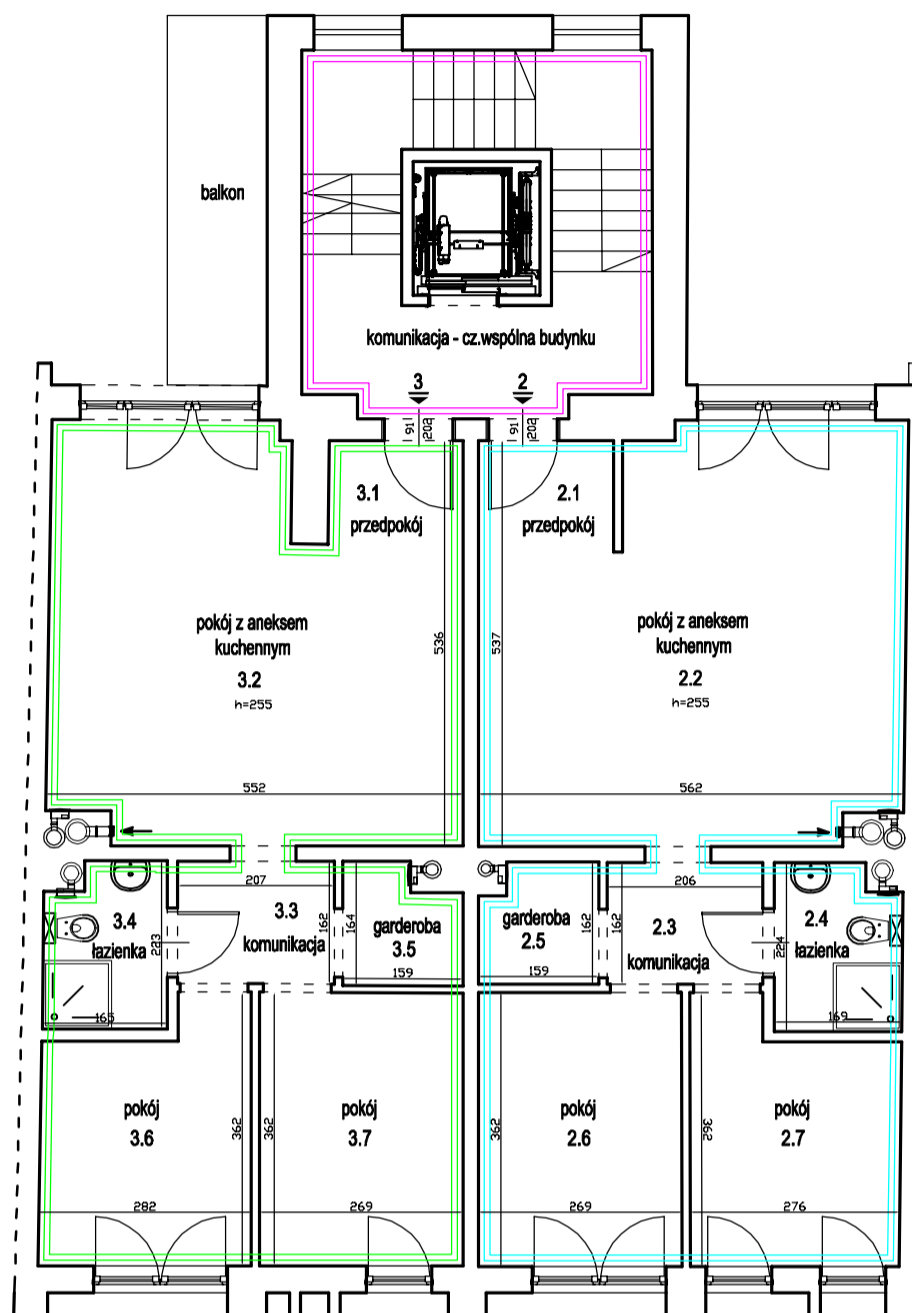 balkon
komunikacja - cz.wspólna budynku
3
2
91
202
91
202
3.1
przedpokój
2.1
przedpokój
pokój z aneksem
kuchennym
3.2
h=255
536
537
pokój z aneksem
kuchennym
2.2
h=255
552
562
207
206
3.4
łazienka
223
3.3
komunikacja
162
164
garderoba
3.5
159
garderoba
2.5
159
162
162
2.3
komunikacja
224
2.4
łazienka
165
169
pokój
3.6
362
362
pokój
3.7
362
pokój
2.6
362
pokój
2.7
282
269
269
276